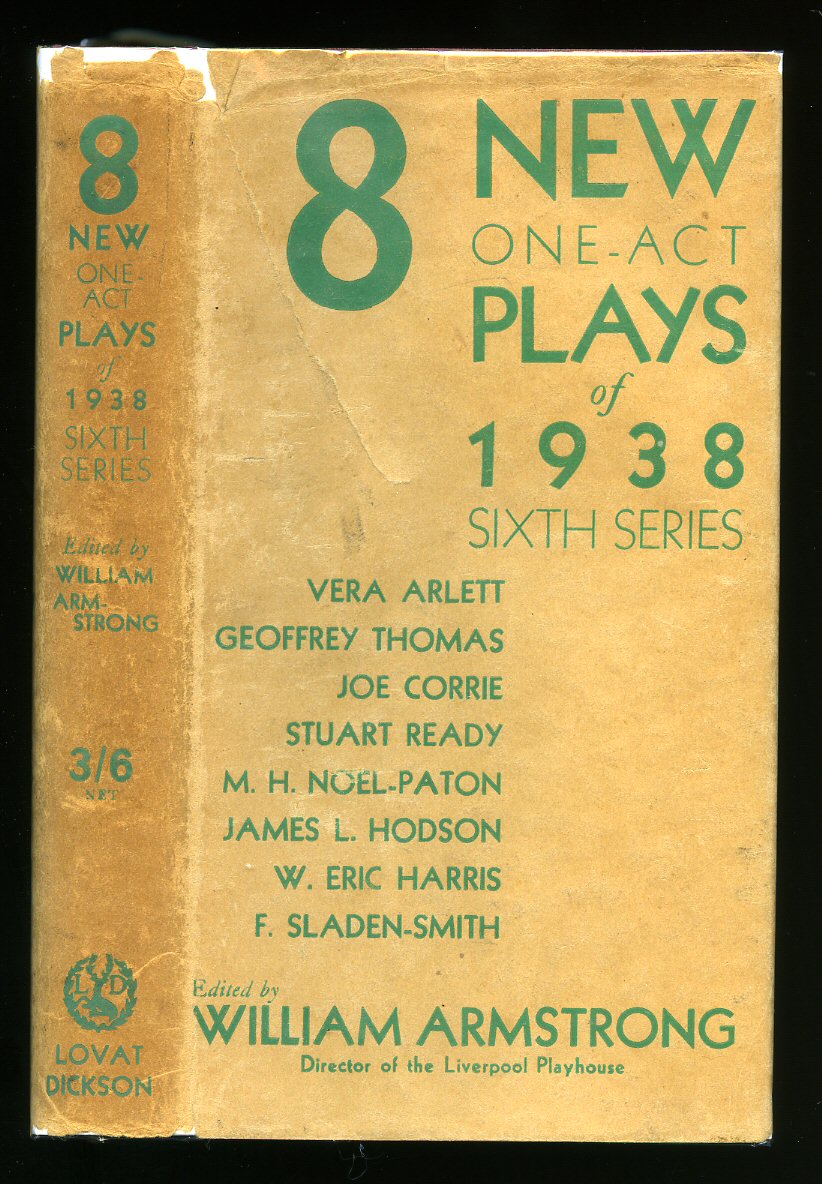 8
NEW
ONE-
ACT
PLAYS
of
1938
SIXTH
SERIES
Edited by
WILLIAM
ARM-
STRONG
3/6
NET
L D
LOVAT
DICKSON
8 NEW
ONE-ACT
PLAYS
of
1938
SIXTH SERIES
VERA ARLETT
GEOFFREY THOMAS
JOE CORRIE
STUART READY
M. H. NOEL-PATON
JAMES L. HODSON
W. ERIC HARRIS
F. SLADEN-SMITH
Edited by
WILLIAM ARMSTRONG
Director of the Liverpool Playhouse